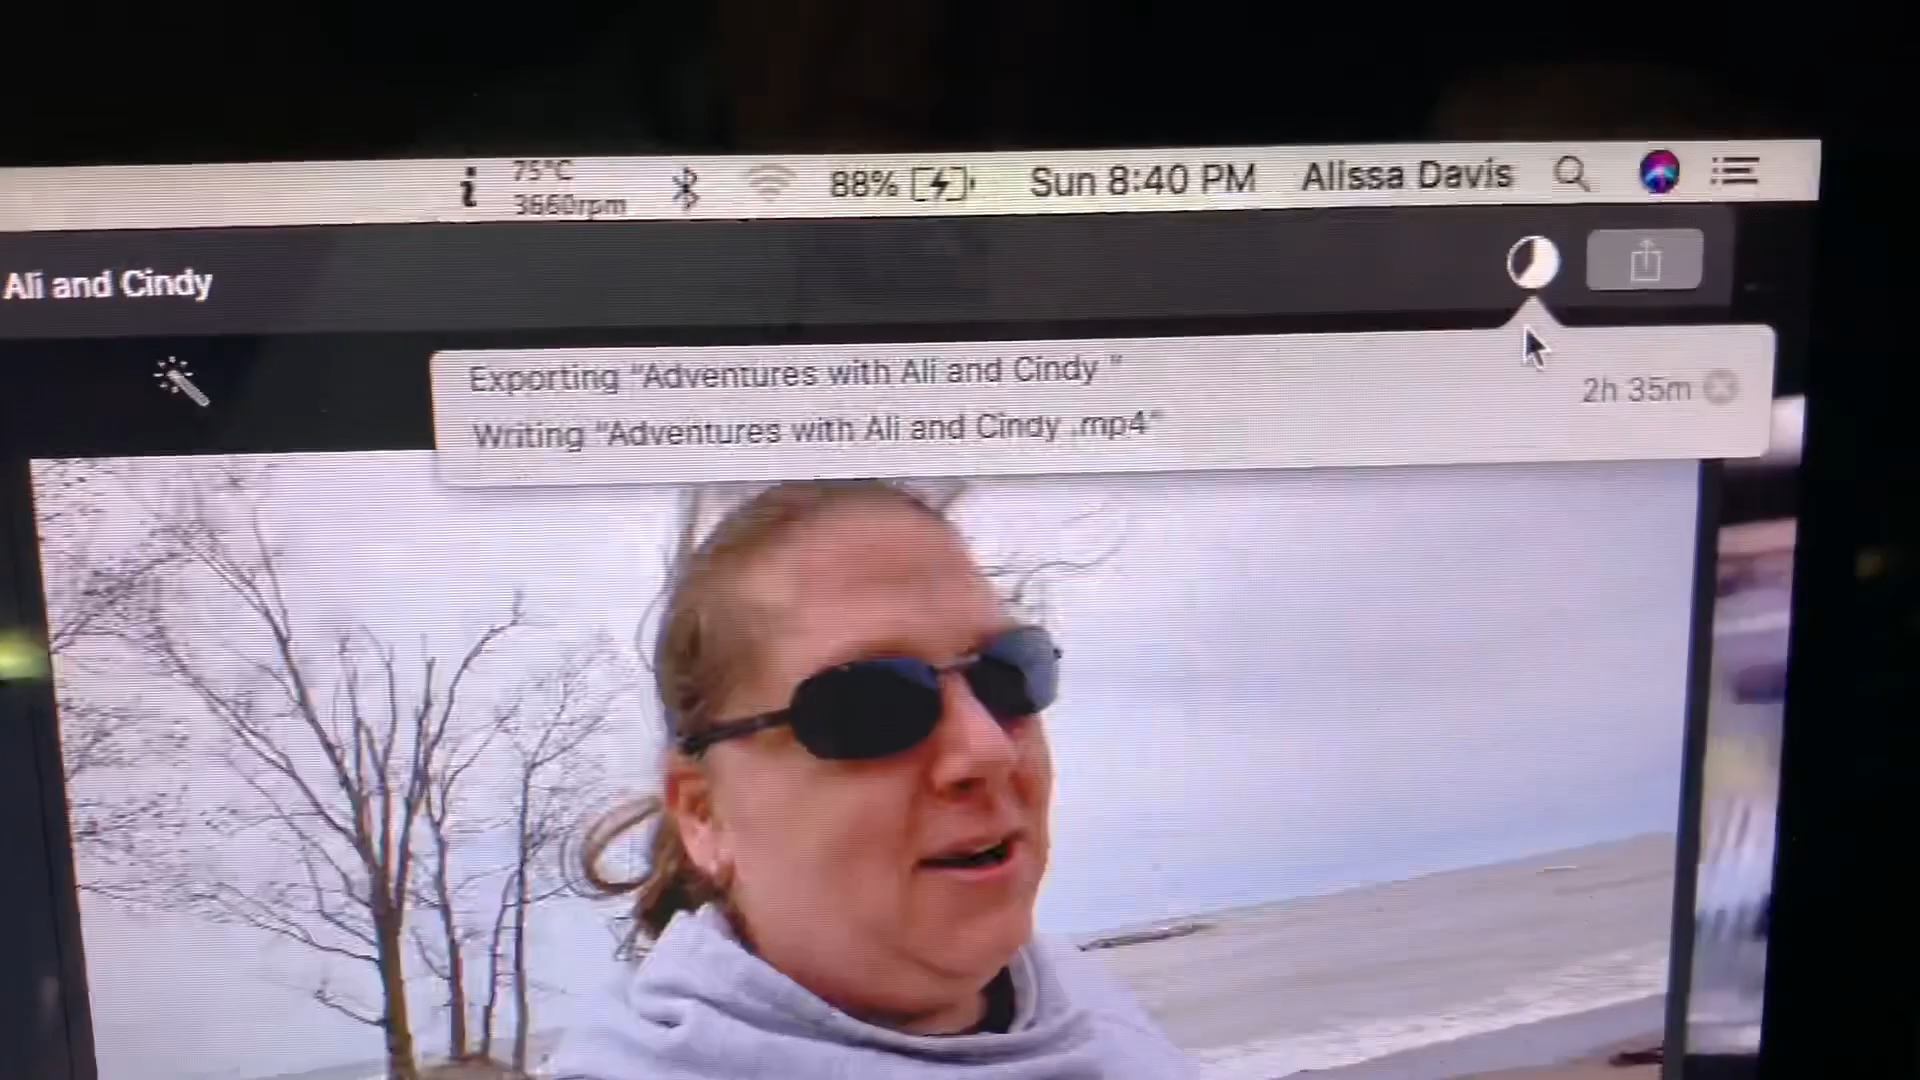 75°C
3660rpm
88%
Sun 8:40 PM
Alissa Davis
Ali and Cindy
Exporting “Adventures with Ali and Cindy ”
2h 35m
Writing “Adventures with Ali and Cindy .mp4”